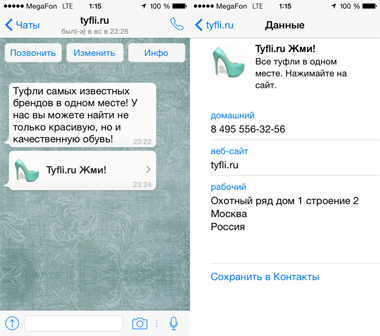 MegaFon LTE 1:15 100 %
Чаты
tyfli.ru
был(-а) в вс в 23:26
Позвонить Изменить Инфо
Туфли самых известных
брендов в одном месте! У
нас вы можете найти не
только красивую, но и
качественную обувь!
23:22
Tyfli.ru Жми!
23:24
MegaFon LTE 1:15 100 %
tyfli.ru
Данные
Tyfli.ru Жми!
Все туфли в одном
месте. Нажимайте на
сайт.
домашний
8 495 556-32-56
веб-сайт
tyfli.ru
рабочий
Охотный ряд дом 1 строение 2
Москва
Россия
Сохранить в Контакты